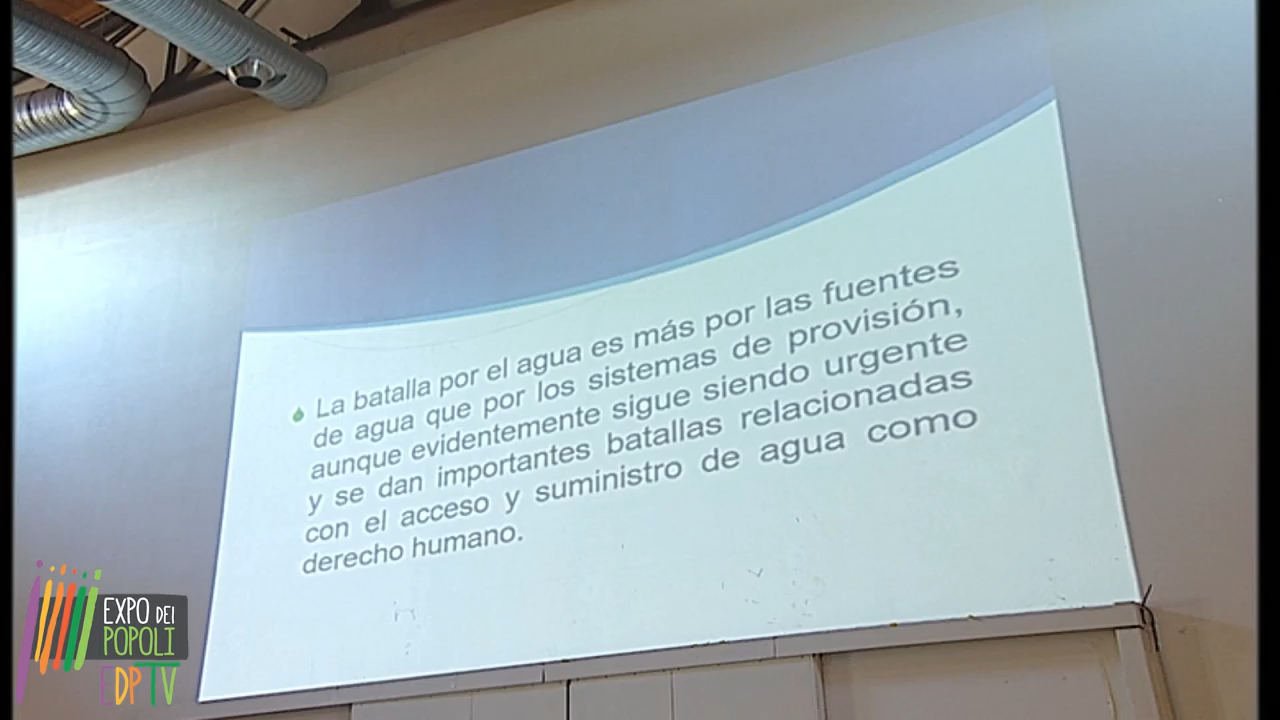 La batalla por el agua es más por las fuentes
de agua que por los sistemas de provisión,
aunque evidentemente sigue siendo urgente
y se dan importantes batallas relacionadas
con el acceso y suministro de agua como
derecho humano.
EXPO DEI
POPOLI
EDPTV